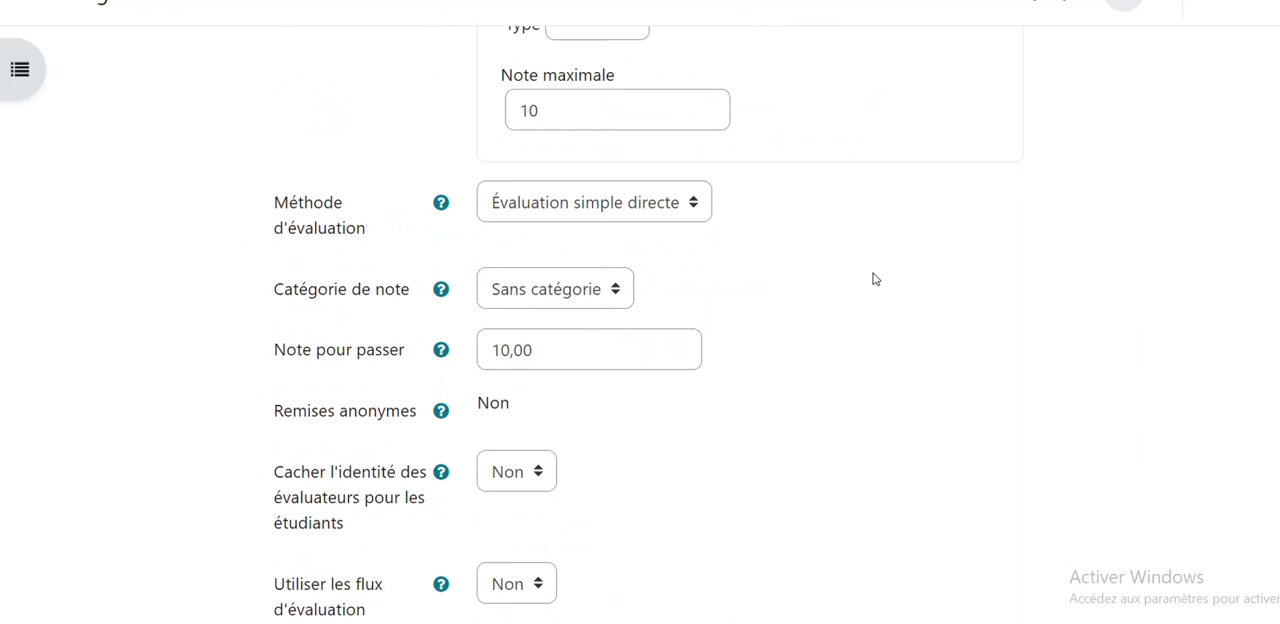 Type
Note maximale
10
Méthode
d'évaluation
Évaluation simple directe
Catégorie de note
Sans catégorie
Note pour passer
10,00
Remises anonymes
Non
Cacher l'identité des
évaluateurs pour les
étudiants
Non
Utiliser les flux
d'évaluation
Non
Activer Windows
Accédez aux paramètres pour activer